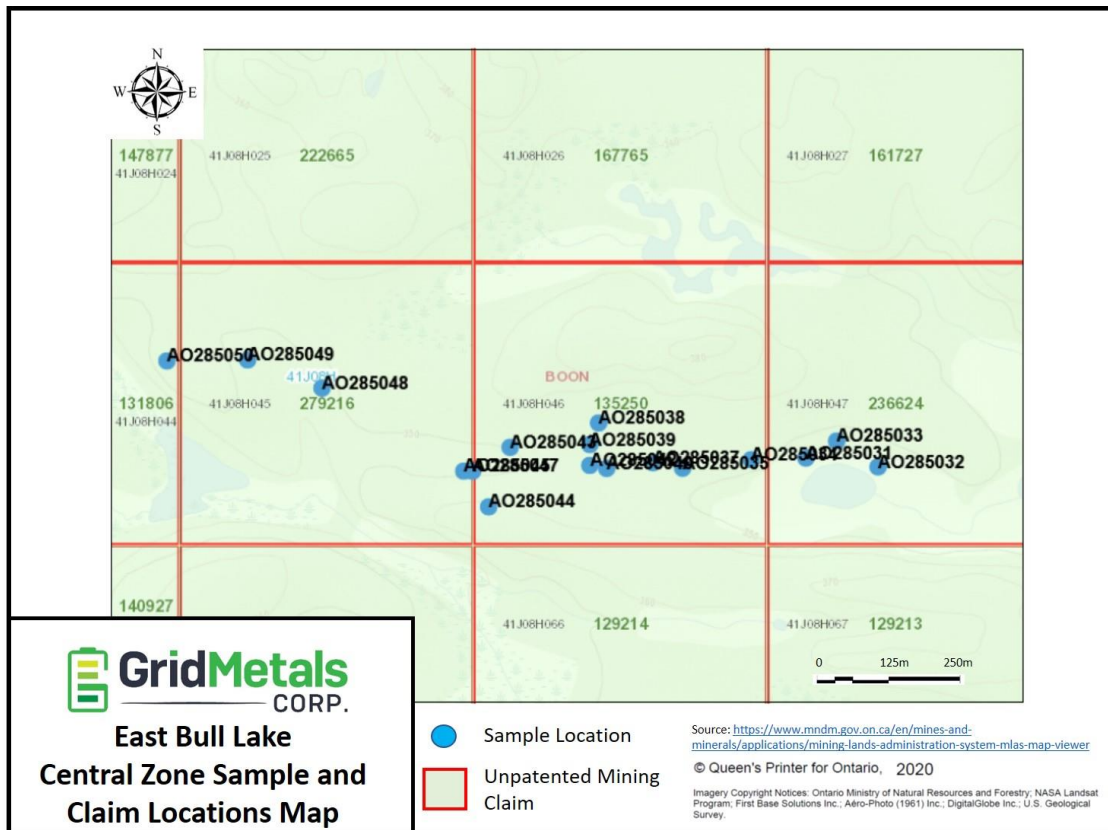 N
W E
S
147877
41J08H024
41J08H025 222665
41J08H026 167765
41J08H027 161727
AO285050
AO285049
41J08H
AO285048
BOON
131806
41J08H044
41J08H045 279216
41J08H046 135250
41J08H047 236624
AO285038
AO285043
AO285039
AO285033
AO285037
AO285035
AO285031
AO285032
AO285044
140927
41J08H066 129214
41J08H067 129213
0 125m 250m
GridMetals
CORP.
East Bull Lake
Central Zone Sample and
Claim Locations Map
Sample Location
Unpatented Mining
Claim
Source: https://www.mndm.gov.on.ca/en/mines-and-
minerals/applications/mining-lands-administration-system-mlas-map-viewer
© Queen's Printer for Ontario, 2020
Imagery Copyright Notices: Ontario Ministry of Natural Resources and Forestry; NASA Landsat
Program; First Base Solutions Inc.; Aéro-Photo (1961) Inc.; DigitalGlobe Inc.; U.S. Geological
Survey.